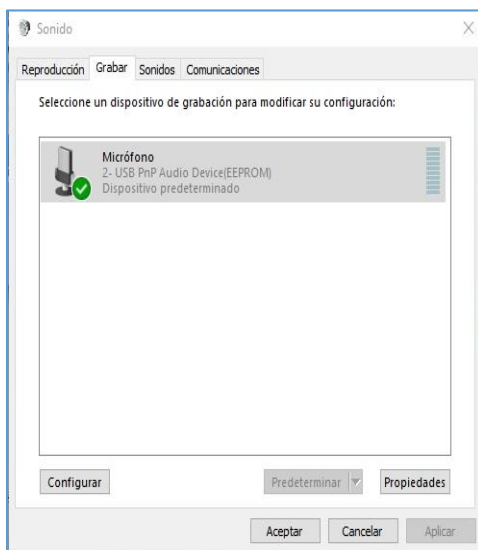 Sonido
Reproducción Grabar Sonidos Comunicaciones
Seleccione un dispositivo de grabación para modificar su configuración:
Micrófono
2- USB PnP Audio Device(EEPROM)
Dispositivo predeterminado
Configurar Predeterminar Propiedades
Aceptar Cancelar Aplicar